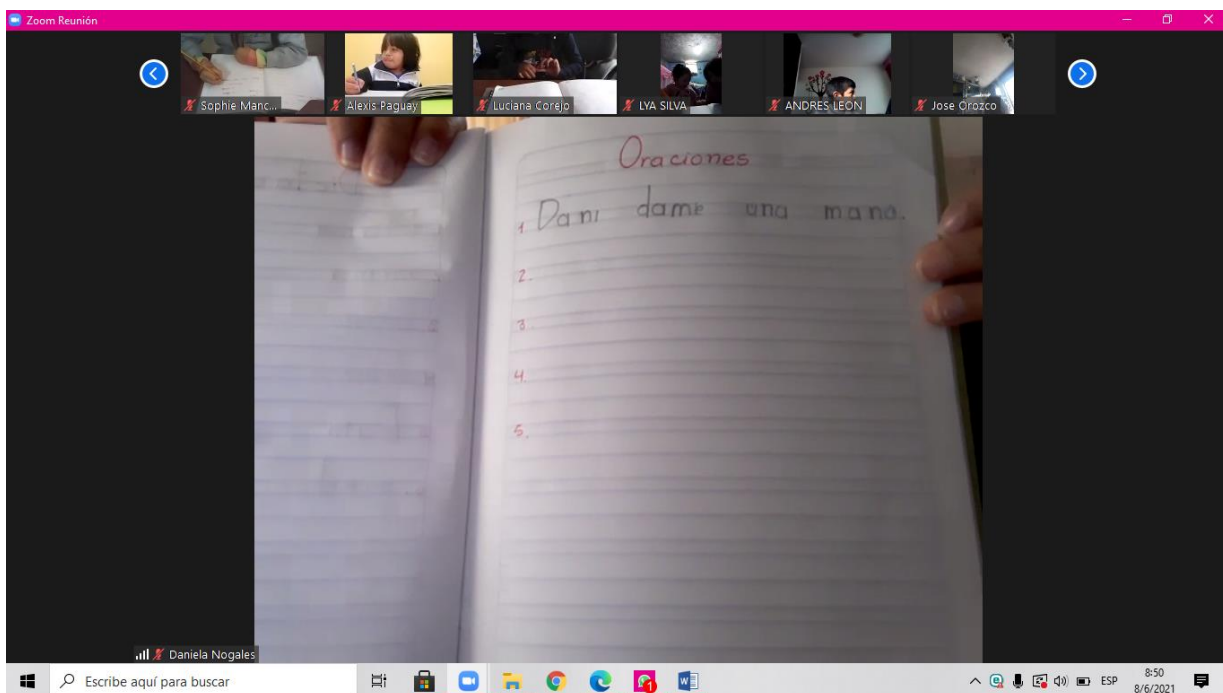 Zoom Reunión
Sophie Manc...
Alexis Paguay
Luciana Corejo
LYA SILVA
ANDRES LEON
Jose Orozco
Oraciones
1. Dani dame una mano.
2.
3.
4.
5.
Daniela Nogales
Escribe aquí para buscar
ESP
8:50
8/6/2021